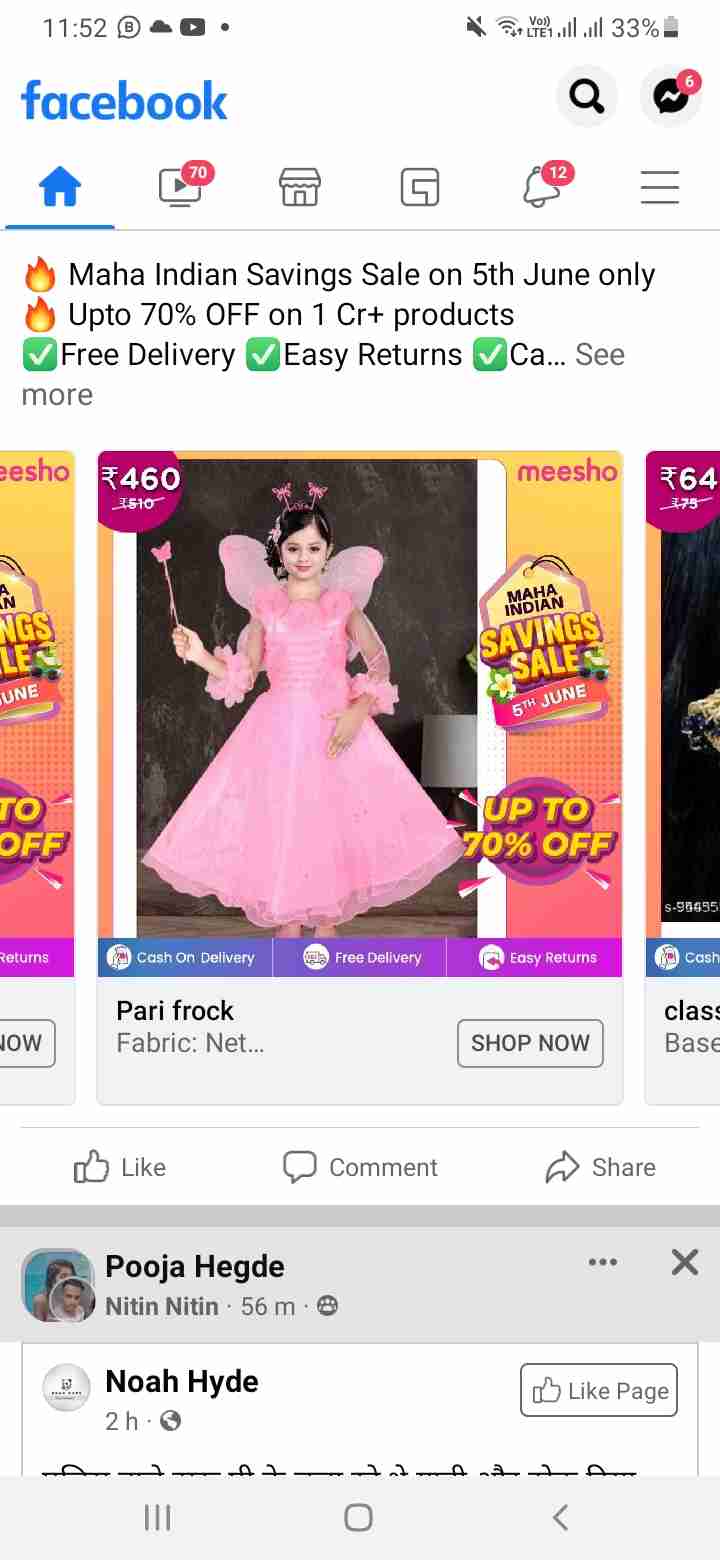 11:52
Vo))
LTE1
33%
facebook
6
70
12
🔥 Maha Indian Savings Sale on 5th June only
🔥 Upto 70% OFF on 1 Cr+ products
✅Free Delivery ✅Easy Returns ✅Ca... See
more
eesho
₹460
₹510
meesho
₹64
₹75
MAHA
INDIAN
SAVINGS
SALE
5TH JUNE
UP TO
70% OFF
NGS
LE
UNE
TO
OFF
Returns
Cash On Delivery
Free Delivery
Easy Returns
Cash
NOW
Pari frock
Fabric: Net...
SHOP NOW
class
Base
Like
Comment
Share
Pooja Hegde
Nitin Nitin · 56 m ·
Noah Hyde
2 h ·
Like Page